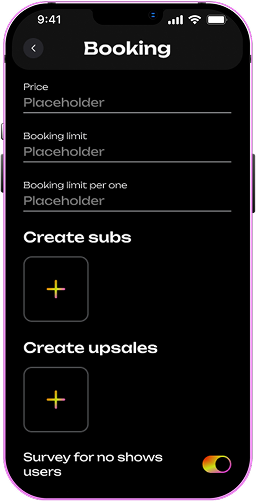 9:41
Booking
Price
Placeholder
Booking limit
Placeholder
Booking limit per one
Placeholder
Create subs
Create upsales
Survey for no shows
users